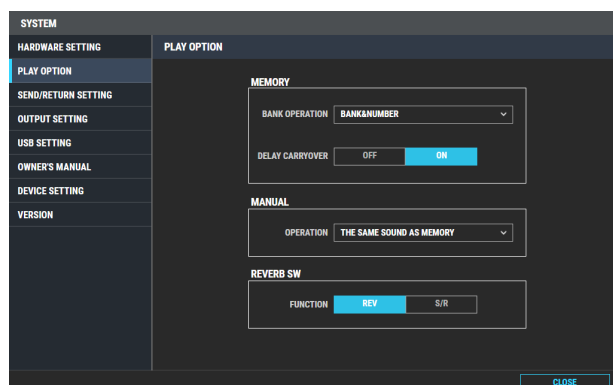 SYSTEM
HARDWARE SETTING
PLAY OPTION
SEND/RETURN SETTING
OUTPUT SETTING
USB SETTING
OWNER'S MANUAL
DEVICE SETTING
VERSION
PLAY OPTION
MEMORY
BANK OPERATION BANK&NUMBER
DELAY CARRYOVER OFF ON
MANUAL
OPERATION THE SAME SOUND AS MEMORY
REVERB SW
FUNCTION REV S/R
CLOSE